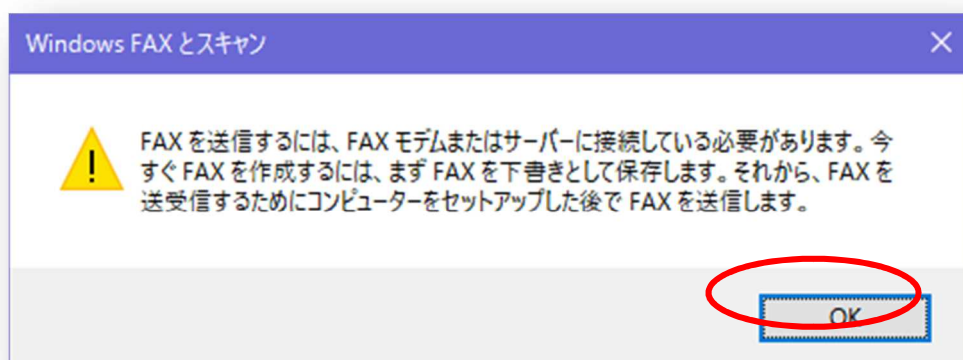 Windows FAX とスキャン
FAX を送信するには、FAX モデムまたはサーバーに接続している必要があります。今
すぐ FAX を作成するには、まず FAX を下書きとして保存します。それから、FAX を
送受信するためにコンピューターをセットアップした後で FAX を送信します。
OK